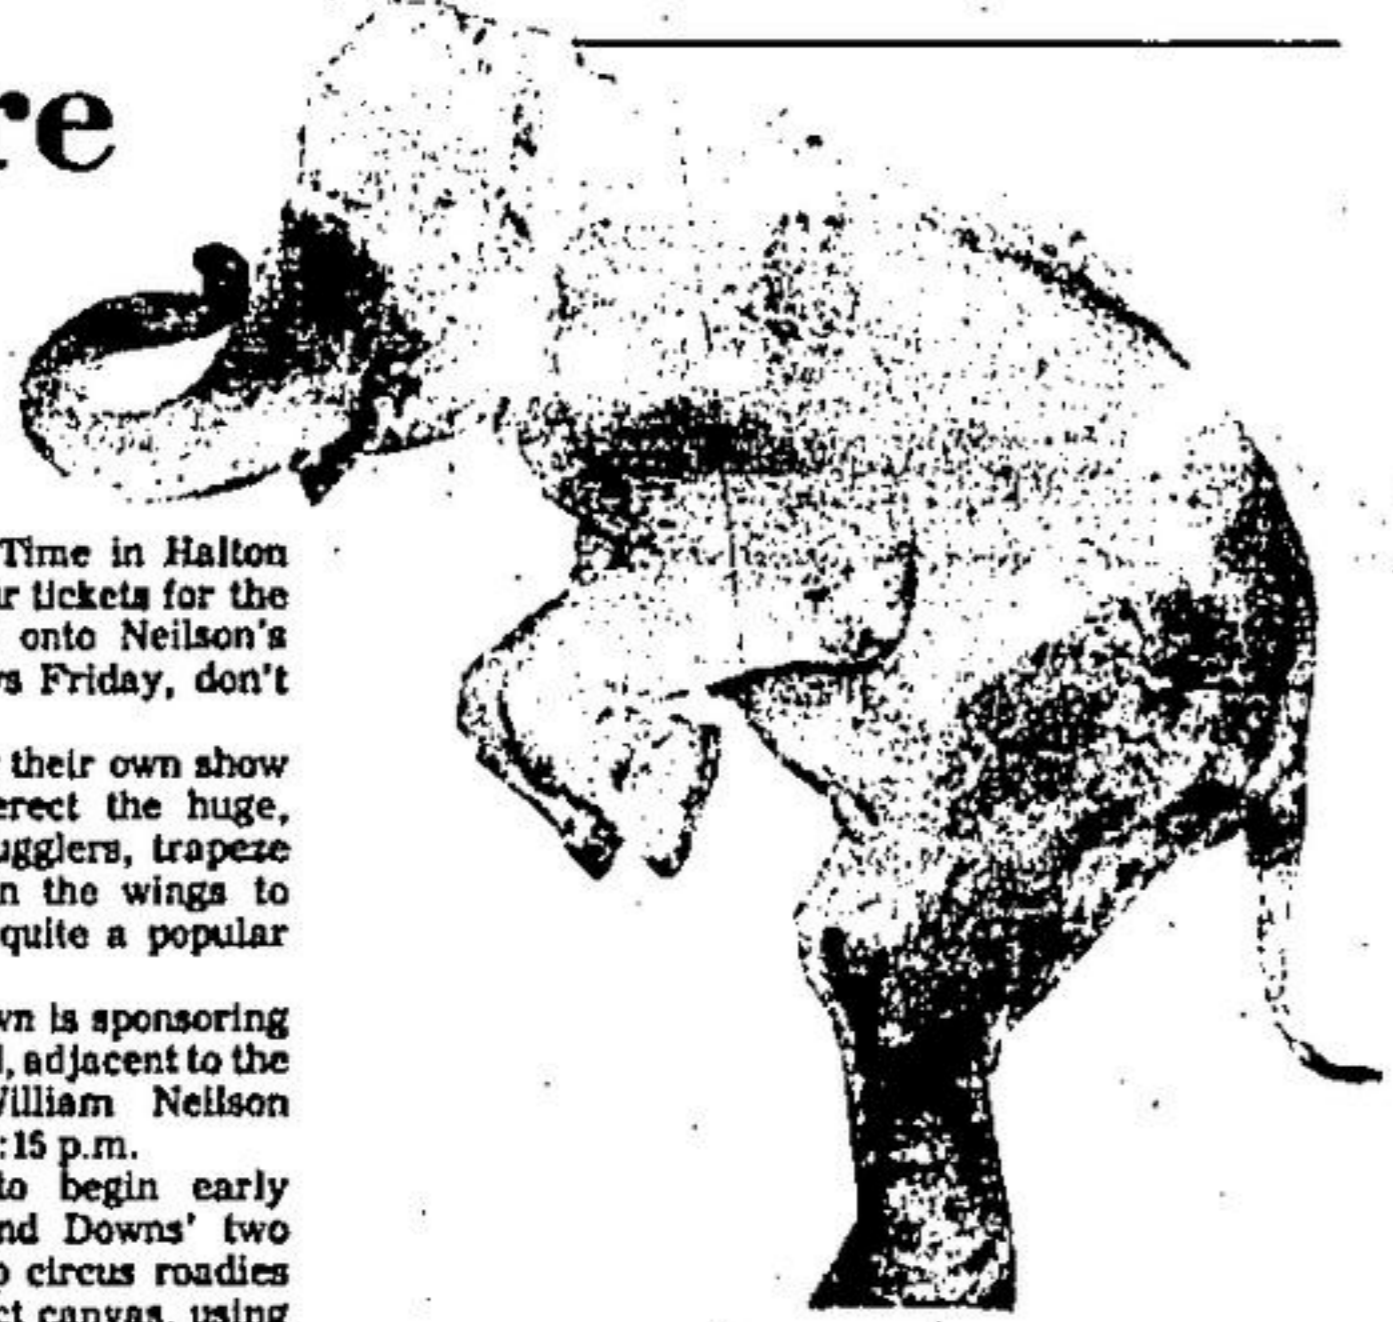 re
Time in Halton
r tickets for the
onto Neilson's
s Friday, don't
their own show
erect the huge,
ugglers, trapeze
n the wings to
quite a popular
wn is sponsoring
, adjacent to the
illiam Neilson
:15 p.m.
to begin early
nd Downs' two
o circus roadies
ct canvas, using